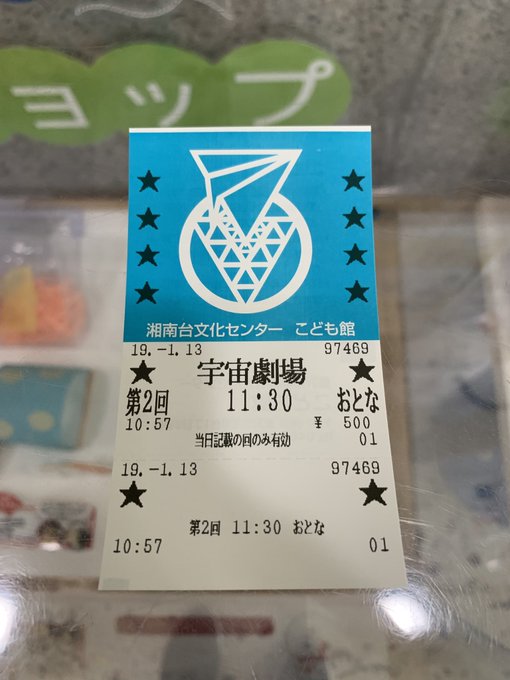 ョップ
湘南台文化センター こども館
19.-1.13 97469
★ 宇宙劇場 ★
第2回 11:30 おとな
10:57 ¥ 500
当日記載の回のみ有効 01
19.-1.13 97469
★ ★
第2回 11:30 おとな
10:57 01